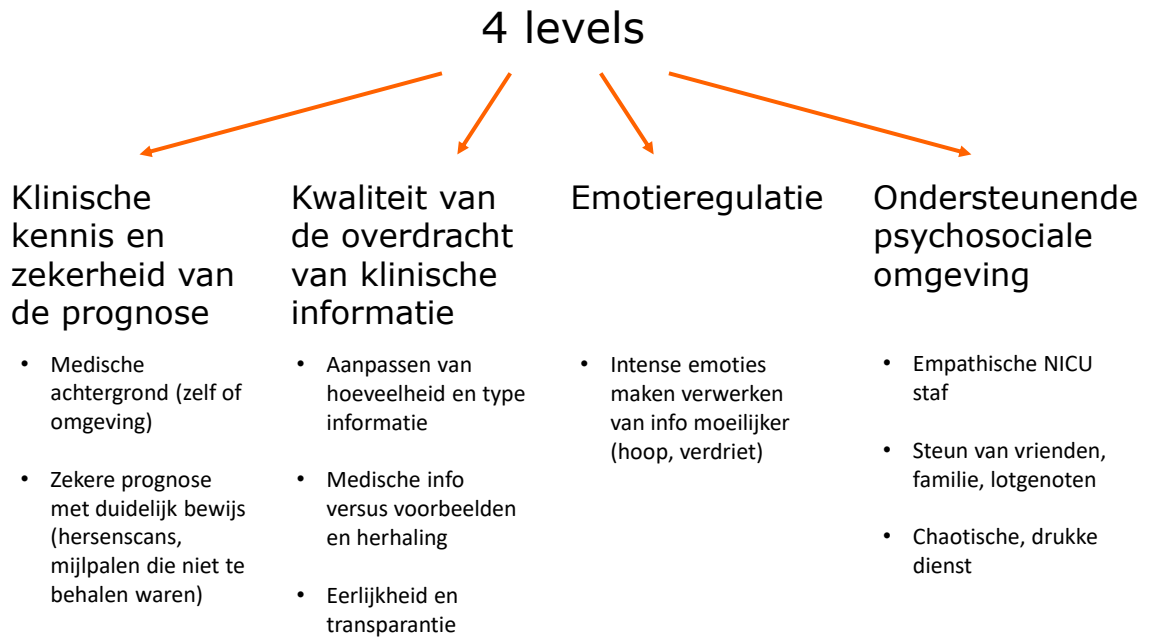 4 levels
Klinische
kennis en
zekerheid van
de prognose
• Medische
achtergrond (zelf of
omgeving)
• Zekere prognose
met duidelijk bewijs
(hersenscans,
mijlpalen die niet te
behalen waren)
Kwaliteit van
de overdracht
van klinische
informatie
• Aanpassen van
hoeveelheid en type
informatie
• Medische info
versus voorbeelden
en herhaling
• Eerlijkheid en
transparantie
Emotieregulatie
• Intense emoties
maken verwerken
van info moeilijker
(hoop, verdriet)
Ondersteunende
psychosociale
omgeving
• Empathische NICU
staf
• Steun van vrienden,
familie, lotgenoten
• Chaotische, drukke
dienst